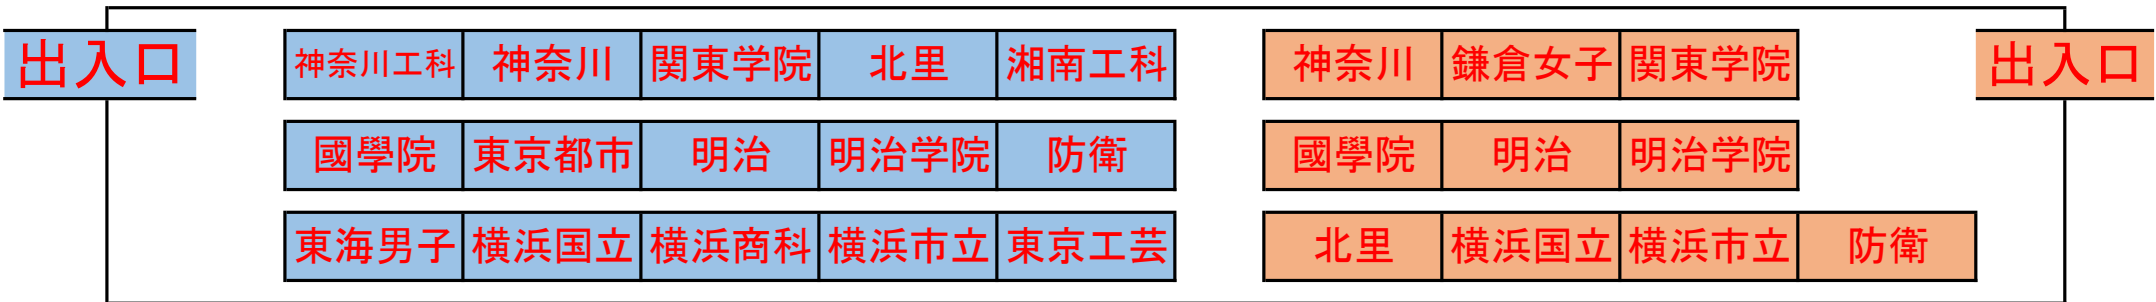 出入口 神奈川工科 神奈川 関東学院 北里 湘南工科 神奈川 鎌倉女子 関東学院 出入口
國學院 東京都市 明治 明治学院 防衛 國學院 明治 明治学院
東海男子 横浜国立 横浜商科 横浜市立 東京工芸 北里 横浜国立 横浜市立 防衛